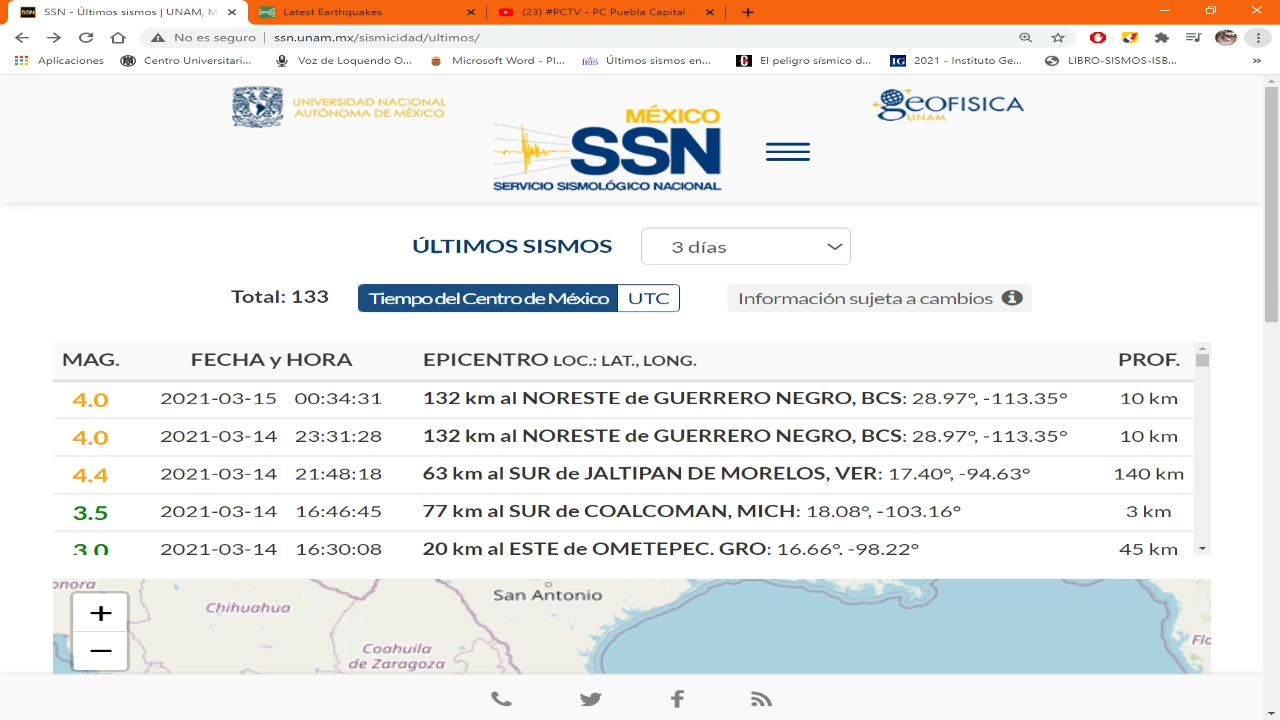 SSN - Últimos sismos | UNAM, M
Latest Earthquakes
(23) #PCTV - PC Puebla Capital -
No es seguro | ssn.unam.mx/sismicidad/ultimos/
Aplicaciones Centro Universitari... Voz de Loquendo O... Microsoft Word - Pl... Últimos sismos en... El peligro sísmico d... IG 2021 - Instituto Ge... LIBRO-SISMOS-ISB... »
UNIVERSIDAD NACIONAL
AUTÓNOMA DE MÉXICO
GEOFISICA
UNAM
MÉXICO
SSN
SERVICIO SISMOLÓGICO NACIONAL
ÚLTIMOS SISMOS 3 días
Total: 133 Tiempo del Centro de México UTC Información sujeta a cambios
MAG. FECHA y HORA EPICENTRO LOC.: LAT., LONG. PROF.
4.0 2021-03-15 00:34:31 132 km al NORESTE de GUERRERO NEGRO, BCS: 28.97°, -113.35° 10 km
4.0 2021-03-14 23:31:28 132 km al NORESTE de GUERRERO NEGRO, BCS: 28.97°, -113.35° 10 km
4.4 2021-03-14 21:48:18 63 km al SUR de JALTIPAN DE MORELOS, VER: 17.40°, -94.63° 140 km
3.5 2021-03-14 16:46:45 77 km al SUR de COALCOMAN, MICH: 18.08°, -103.16° 3 km
3.0 2021-03-14 16:30:08 20 km al ESTE de OMETEPEC, GRO: 16.66°, -98.22° 45 km
onora
San Antonio
+
Chihuahua
Flo
Coahuila
de Zaragoza
−